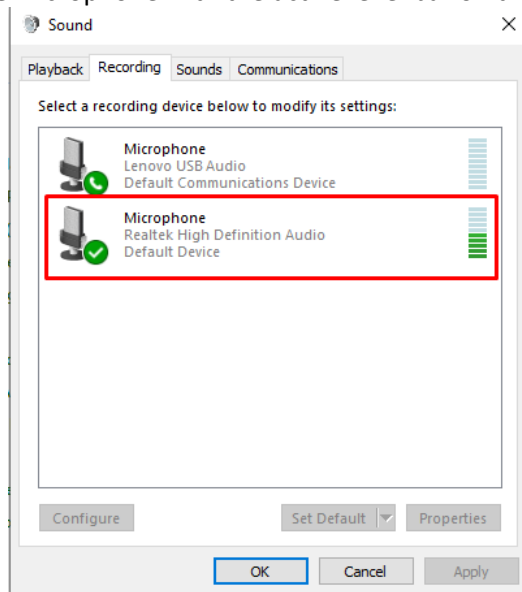 Sound
Playback Recording Sounds Communications
Select a recording device below to modify its settings:
Microphone
Lenovo USB Audio
Default Communications Device
Microphone
Realtek High Definition Audio
Default Device
Configure Set Default Properties
OK Cancel Apply